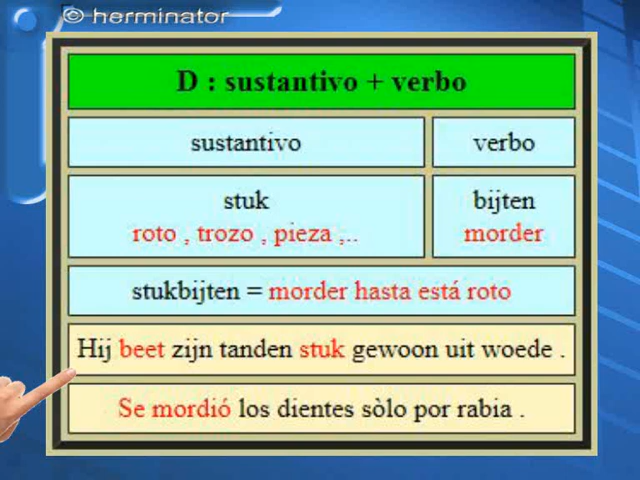 © herminator
D : sustantivo + verbo
sustantivo verbo
stuk bijten
roto , trozo , pieza ,.. morder
stukbijten = morder hasta está roto
Hij beet zijn tanden stuk gewoon uit woede .
Se mordió los dientes sòlo por rabia .